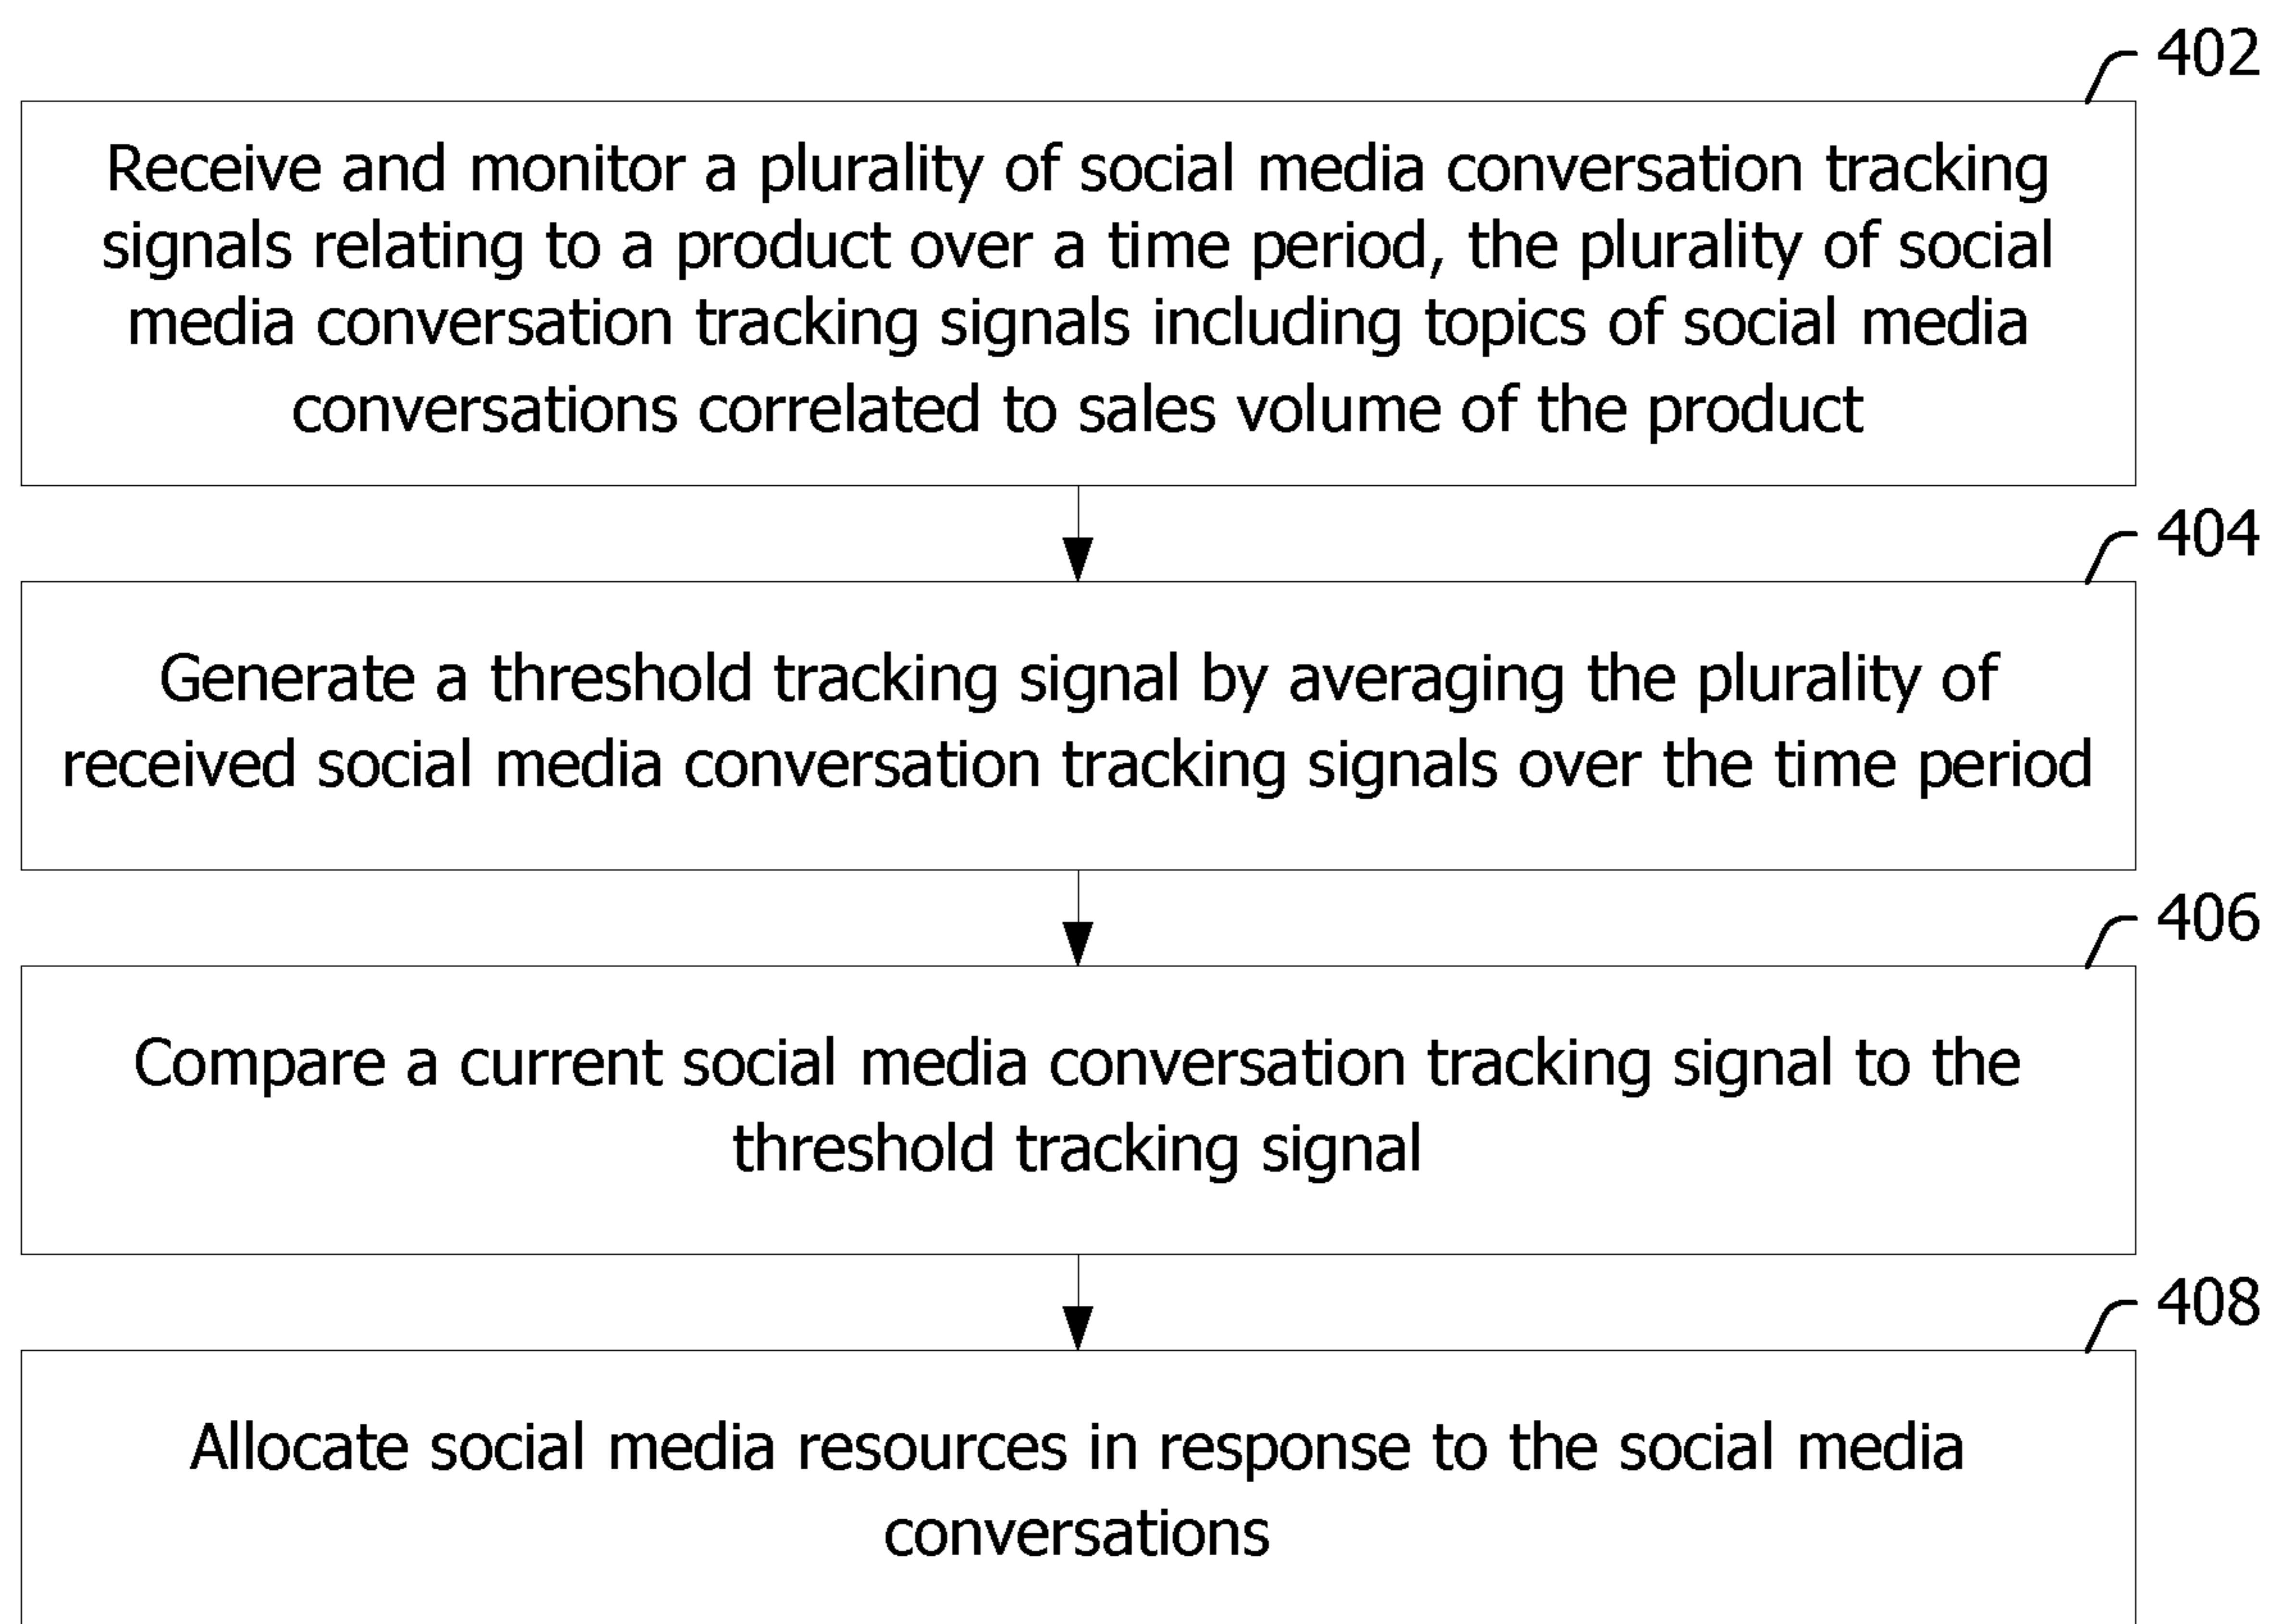 402
Receive and monitor a plurality of social media conversation tracking
signals relating to a product over a time period, the plurality of social
media conversation tracking signals including topics of social media
conversations correlated to sales volume of the product
404
Generate a threshold tracking signal by averaging the plurality of
received social media conversation tracking signals over the time period
406
Compare a current social media conversation tracking signal to the
threshold tracking signal
408
Allocate social media resources in response to the social media
conversations